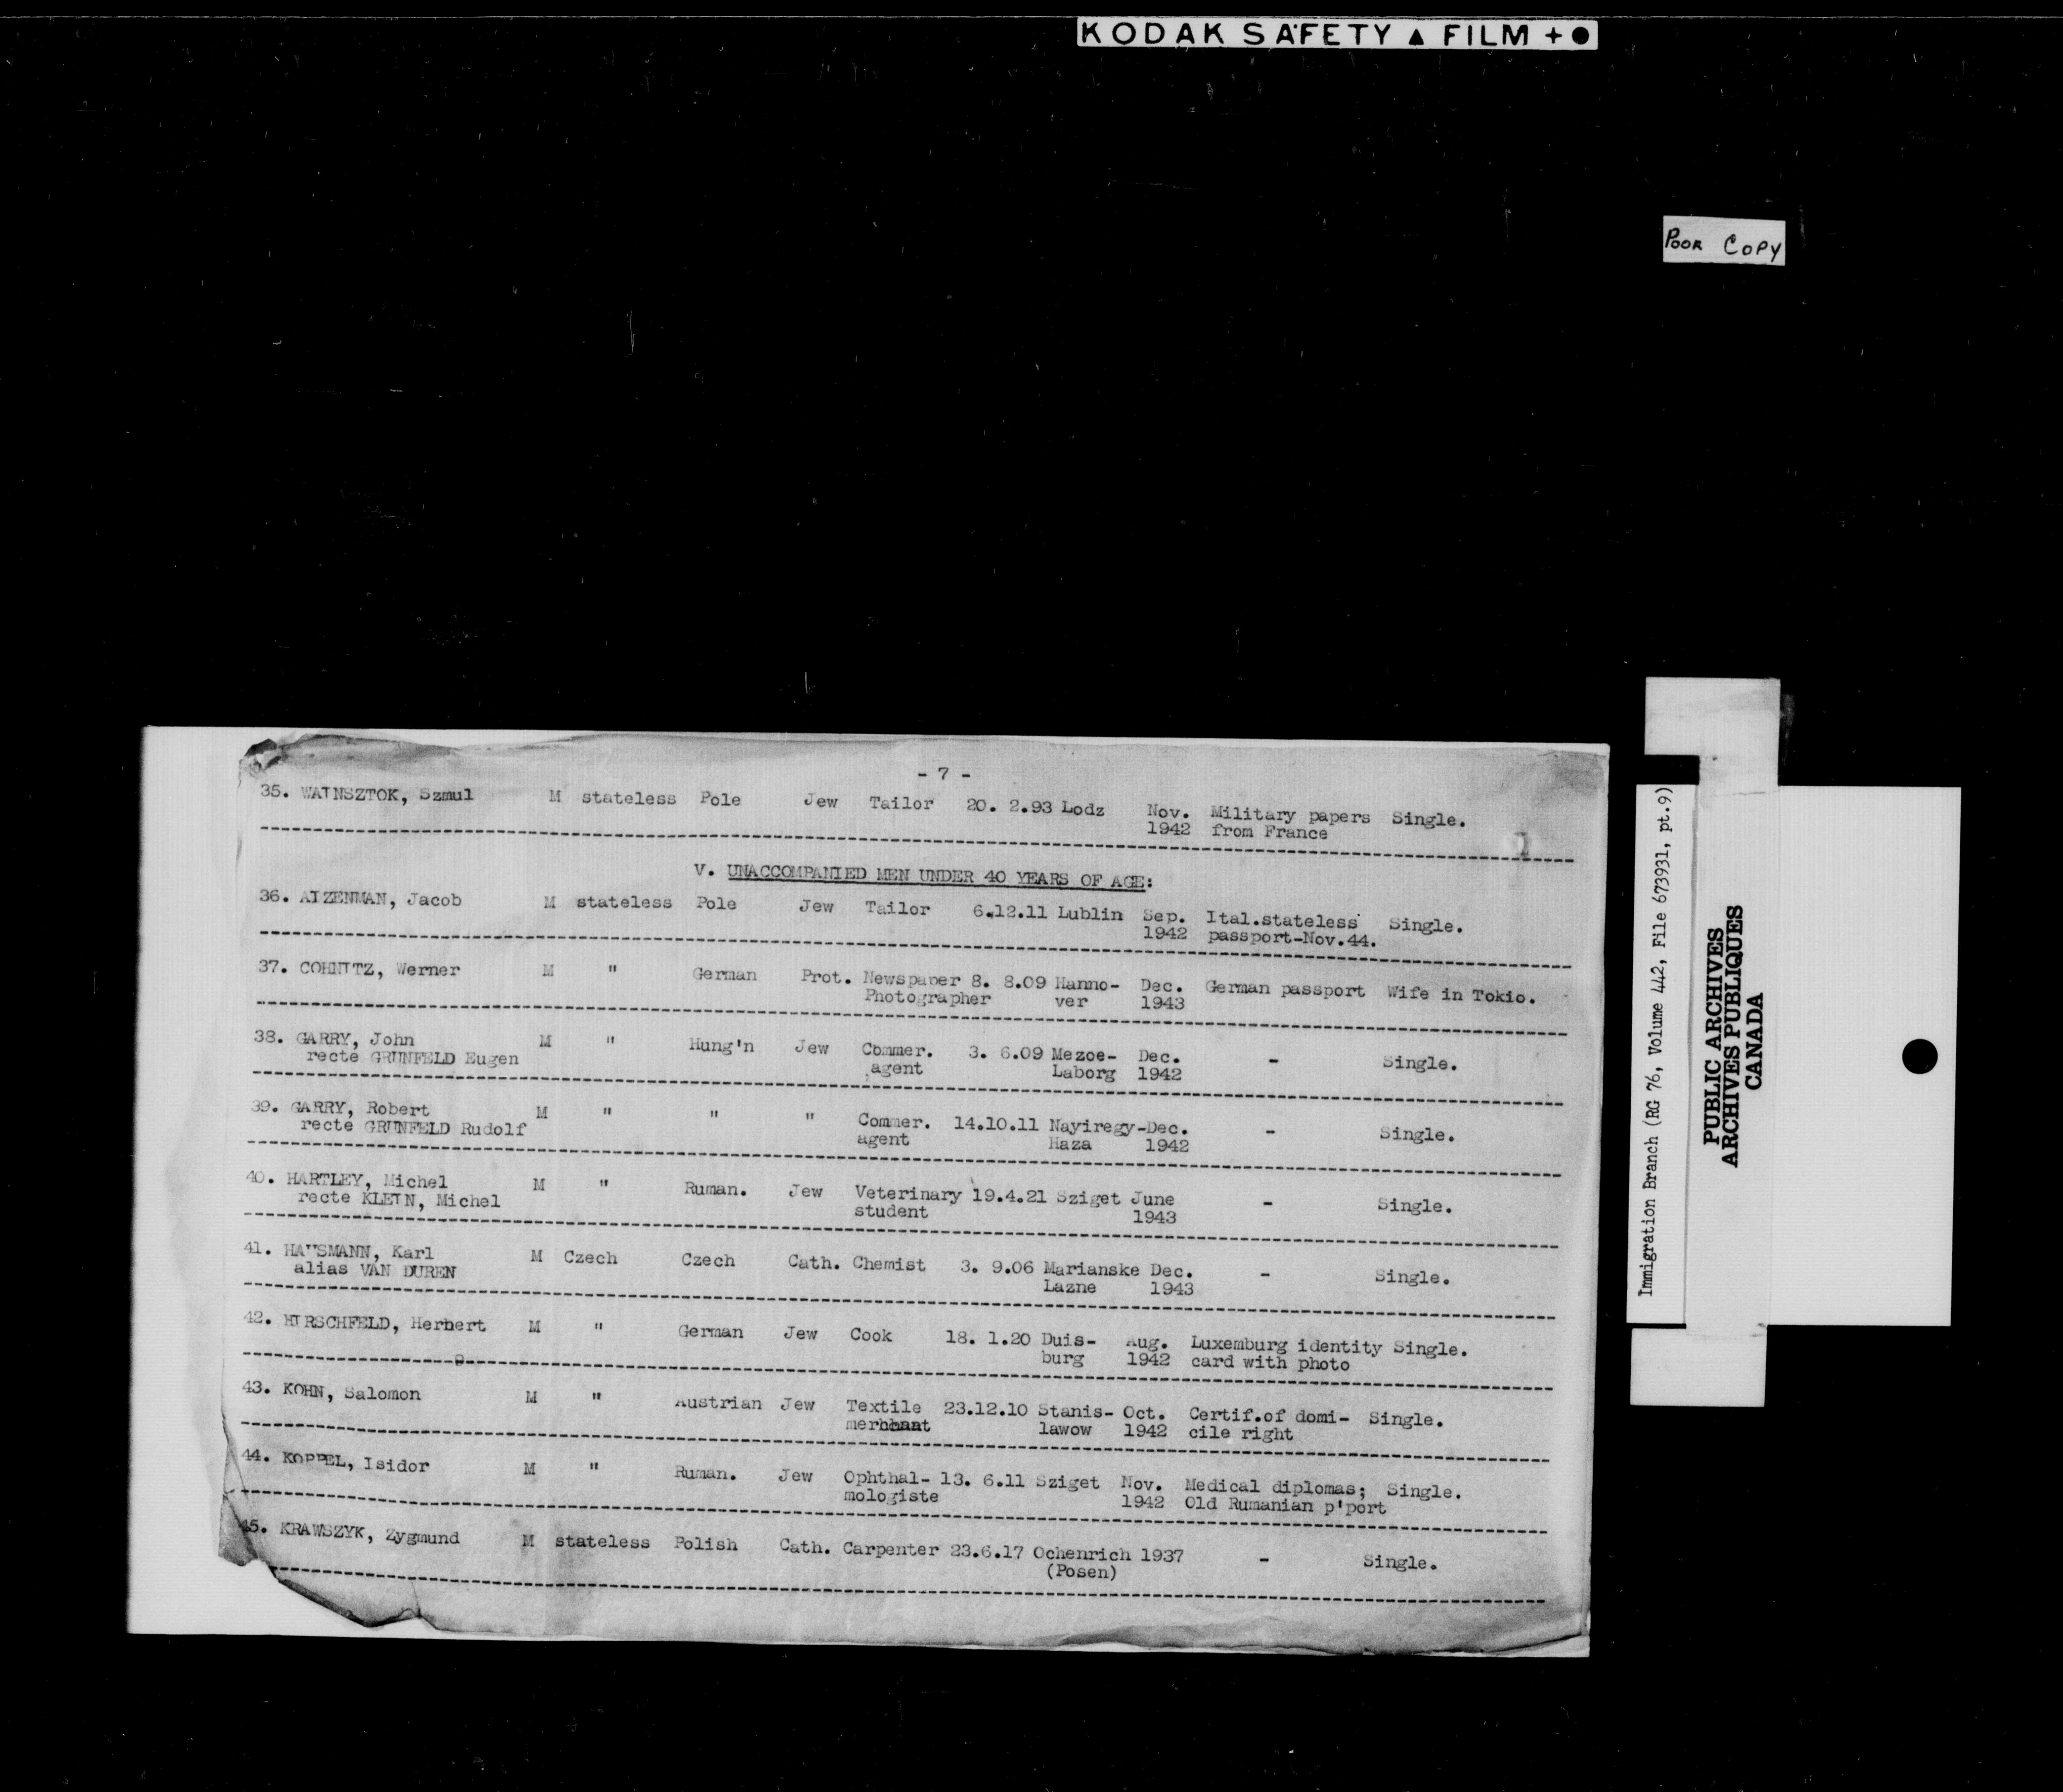 KODAK SAFETY ▲ FILM + ●
POOR COPY
- 7 -
35. WAINSZTOK, Szmul M stateless Pole Jew Tailor 20. 2.93 Lodz Nov. Military papers Single.
1942 from France
V. UNACCOMPANIED MEN UNDER 40 YEARS OF AGE:
36. AIZENMAN, Jacob M stateless Pole Jew Tailor 6.12.11 Lublin Sep. Ital.stateless Single.
1942 passport-Nov.44.
37. COHNITZ, Werner M " German Prot. Newspaper 8. 8.09 Hanno- Dec. German passport Wife in Tokio.
Photographer ver 1943
38. GARRY, John M " Hung'n Jew Commer. 3. 6.09 Mezoe- Dec. - Single.
recte GRUNFELD Eugen agent Laborg 1942
39. GARRY, Robert M " " " Commer. 14.10.11 Nayiregy-Dec. - Single.
recte GRUNFELD Rudolf agent Haza 1942
40. HARTLEY, Michel M " Ruman. Jew Veterinary 19.4.21 Sziget June - Single.
recte KLEIN, Michel student 1943
41. HAUSMANN, Karl M Czech Czech Cath. Chemist 3. 9.06 Marianske Dec. - Single.
alias VAN DUREN Lazne 1943
42. HIRSCHFELD, Herbert M " German Jew Cook 18. 1.20 Duis- Aug. Luxemburg identity Single.
burg 1942 card with photo
43. KOHN, Salomon M " Austrian Jew Textile 23.12.10 Stanis- Oct. Certif.of domi- Single.
merchant lawow 1942 cile right
44. KOPPEL, Isidor M " Ruman. Jew Ophthal- 13. 6.11 Sziget Nov. Medical diplomas; Single.
mologiste 1942 Old Rumanian p'port
45. KRAWSZYK, Zygmund M stateless Polish Cath. Carpenter 23.6.17 Ochenrich 1937 - Single.
(Posen)
Immigration Branch (RG 76, Volume 442, File 673931, pt.9)
PUBLIC ARCHIVES
ARCHIVES PUBLIQUES
CANADA